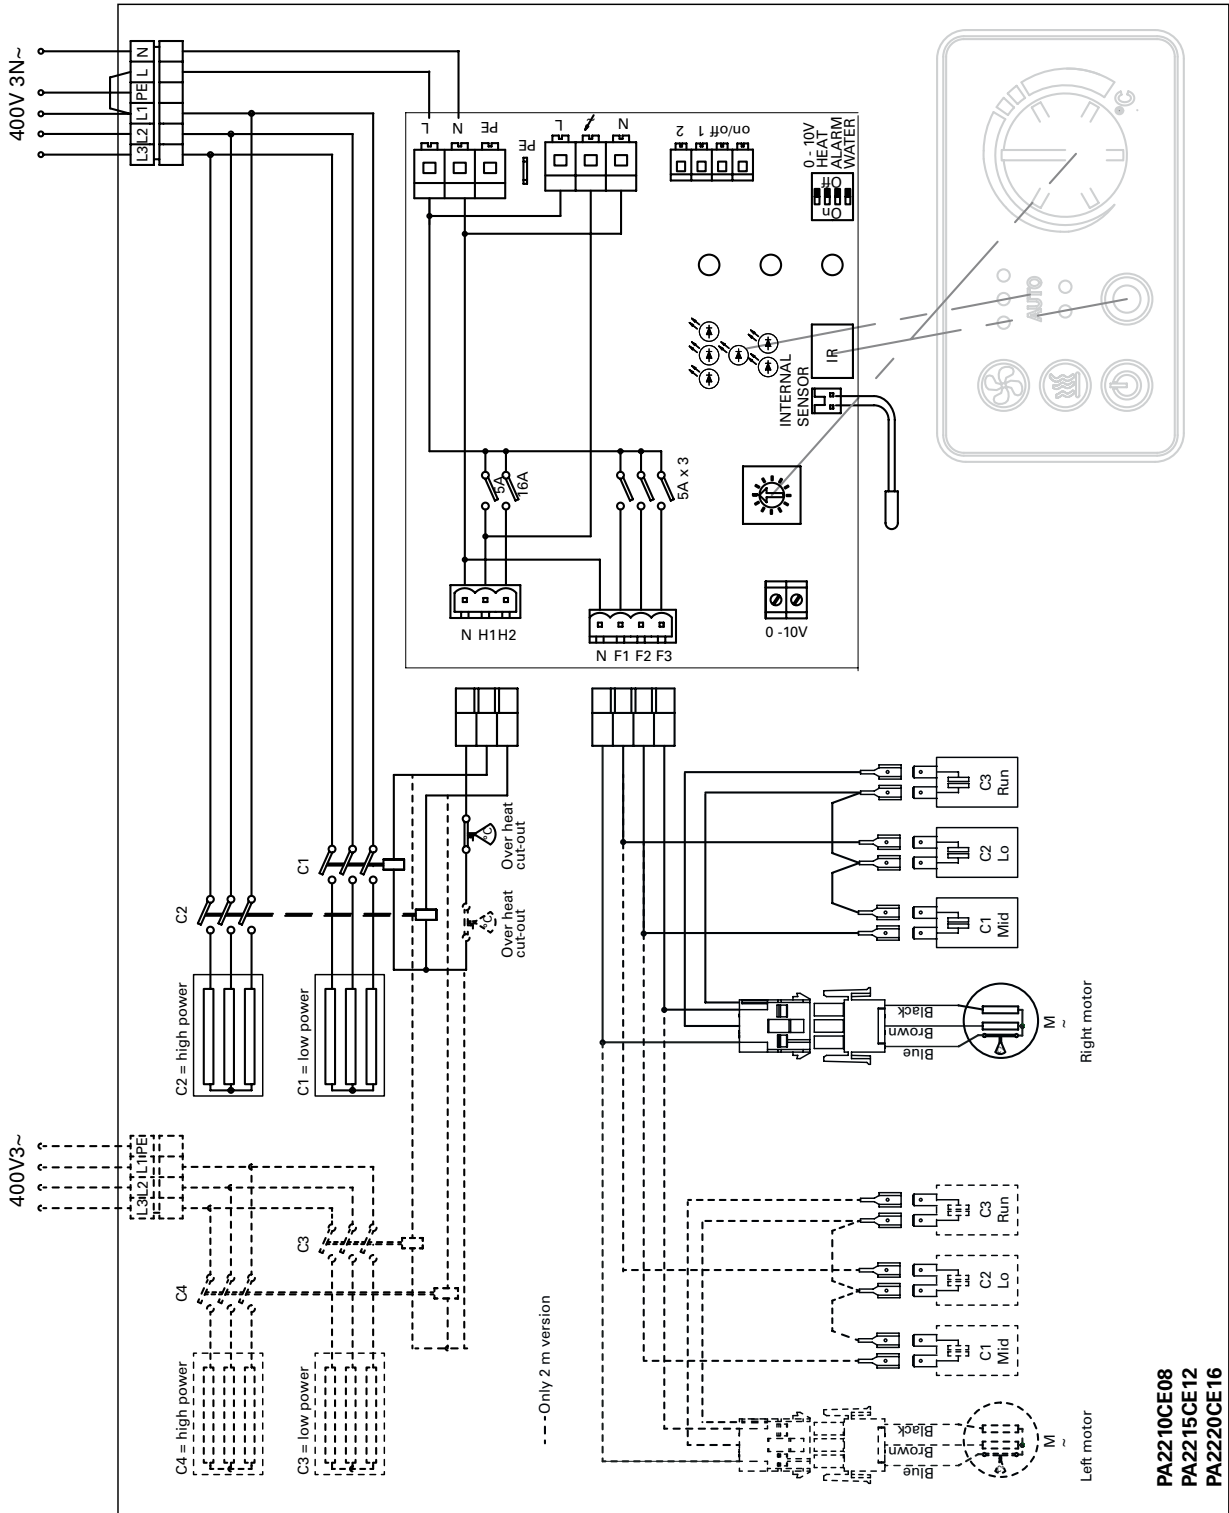 400V 3N~
N
L
PE
L1
L2
L3
L
N
PE
PE
L
N
2
1
on/off
0 - 10V
HEAT
ALARM
WATER
Off
On
°C
AUTO
IR
INTERNAL
SENSOR
5A
16A
5A x 3
N H1 H2
N F1 F2 F3
0 -10V
C2
C1
°C
Over heat
cut-out
°C
Over heat
cut-out
C2 = high power
C1 = low power
C3
Run
C2
Lo
C1
Mid
Black
Brown
Blue
M
~
Right motor
400V3~
PE
L1
L2
L3
C3
C4
C4 = high power
C3 = low power
Only 2 m version
C3
Run
C2
Lo
C1
Mid
Black
Brown
Blue
M
~
Left motor
PA2210CE08
PA2215CE12
PA2220CE16